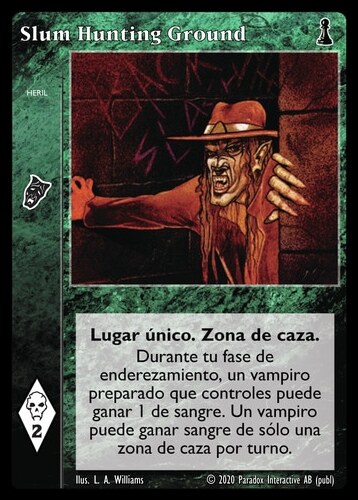 Slum Hunting Ground
HERIL
Lugar único. Zona de caza.
Durante tu fase de
enderezamiento, un vampiro
preparado que controles puede
ganar 1 de sangre. Un vampiro
puede ganar sangre de sólo una
zona de caza por turno.
2
Ilus. L. A. Williams
© 2020 Paradox Interactive AB (publ)